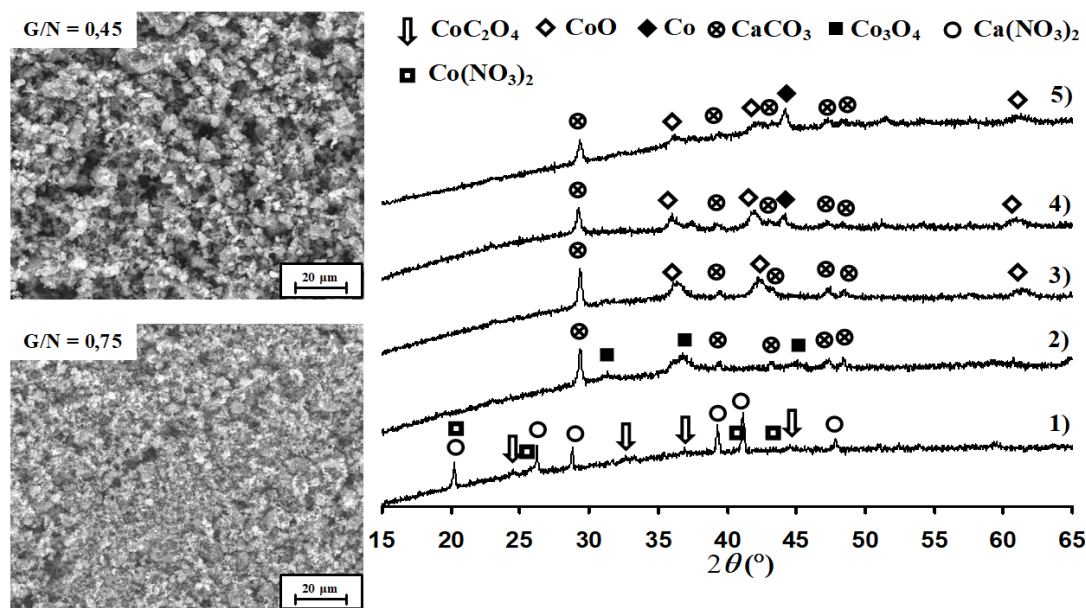 G/N = 0,45
20 µm
G/N = 0,75
20 µm
CoC₂O₄ CoO Co CaCO₃ Co₃O₄ Ca(NO₃)₂
Co(NO₃)₂
5)
4)
3)
2)
1)
15 20 25 30 35 40 45 50 55 60 65
2θ(°)